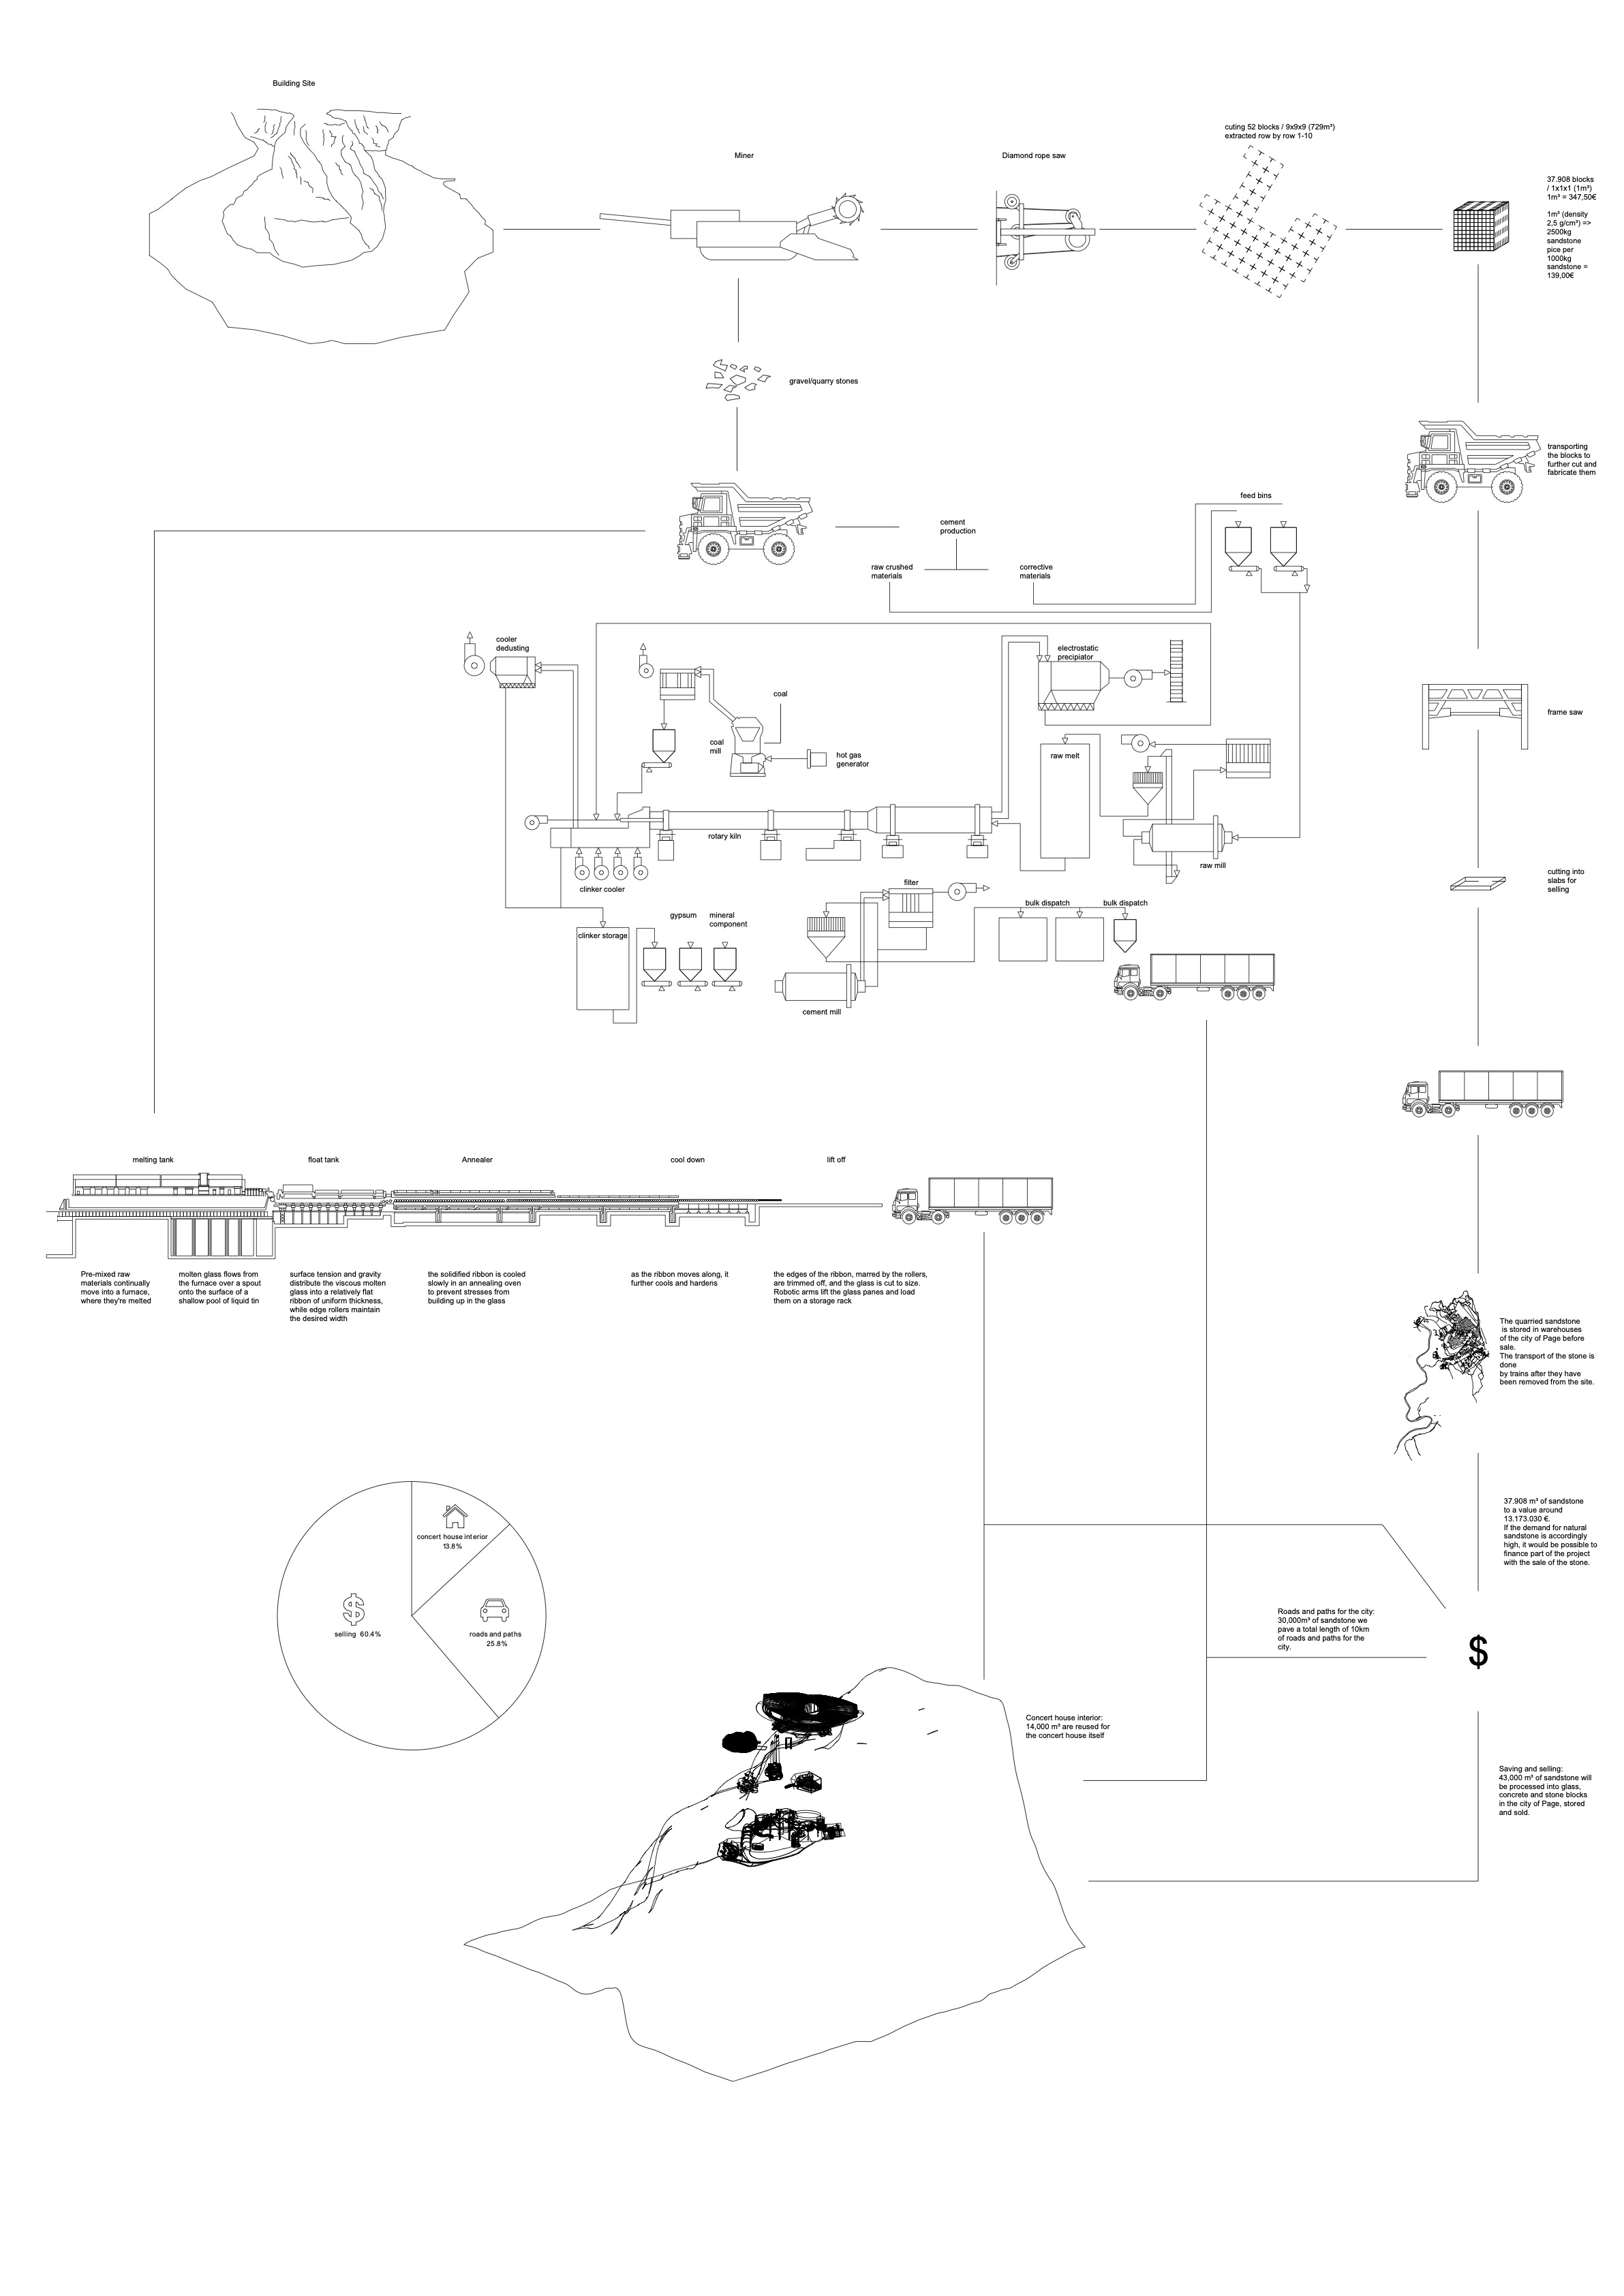 Building Site
Miner
Diamond rope saw
cuting 52 blocks / 9x9x9 (729m³)
extracted row by row 1-10
37.908 blocks
/ 1x1x1 (1m³)
1m³ = 347,50€
1m³ (density
2,5 g/cm³) =>
2500kg
sandstone
pice per
1000kg
sandstone =
139,00€
gravel/quarry stones
transporting
the blocks to
further cut and
fabricate them
feed bins
cement
production
raw crushed
materials
corrective
materials
cooler
dedusting
electrostatic
precipiator
coal
coal
mill
hot gas
generator
raw melt
frame saw
rotary kiln
raw mill
clinker cooler
filter
cutting into
slabs for
selling
bulk dispatch
bulk dispatch
gypsum
mineral
component
clinker storage
cement mill
melting tank
float tank
Annealer
cool down
lift off
Pre-mixed raw
materials continually
move into a furnace,
where they're melted
molten glass flows from
the furnace over a spout
onto the surface of a
shallow pool of liquid tin
surface tension and gravity
distribute the viscous molten
glass into a relatively flat
ribbon of uniform thickness,
while edge rollers maintain
the desired width
the solidified ribbon is cooled
slowly in an annealing oven
to prevent stresses from
building up in the glass
as the ribbon moves along, it
further cools and hardens
the edges of the ribbon, marred by the rollers,
are trimmed off, and the glass is cut to size.
Robotic arms lift the glass panes and load
them on a storage rack
The quarried sandstone
is stored in warehouses
of the city of Page before
sale.
The transport of the stone is
done
by trains after they have
been removed from the site.
37.908 m³ of sandstone
to a value around
13.173.030 €.
If the demand for natural
sandstone is accordingly
high, it would be possible to
finance part of the project
with the sale of the stone.
concert house interior
13.8%
$
selling 60.4%
roads and paths
25.8%
Roads and paths for the city:
30,000m³ of sandstone we
pave a total length of 10km
of roads and paths for the
city.
$
Concert house interior:
14,000 m³ are reused for
the concert house itself
Saving and selling:
43,000 m³ of sandstone will
be processed into glass,
concrete and stone blocks
in the city of Page, stored
and sold.